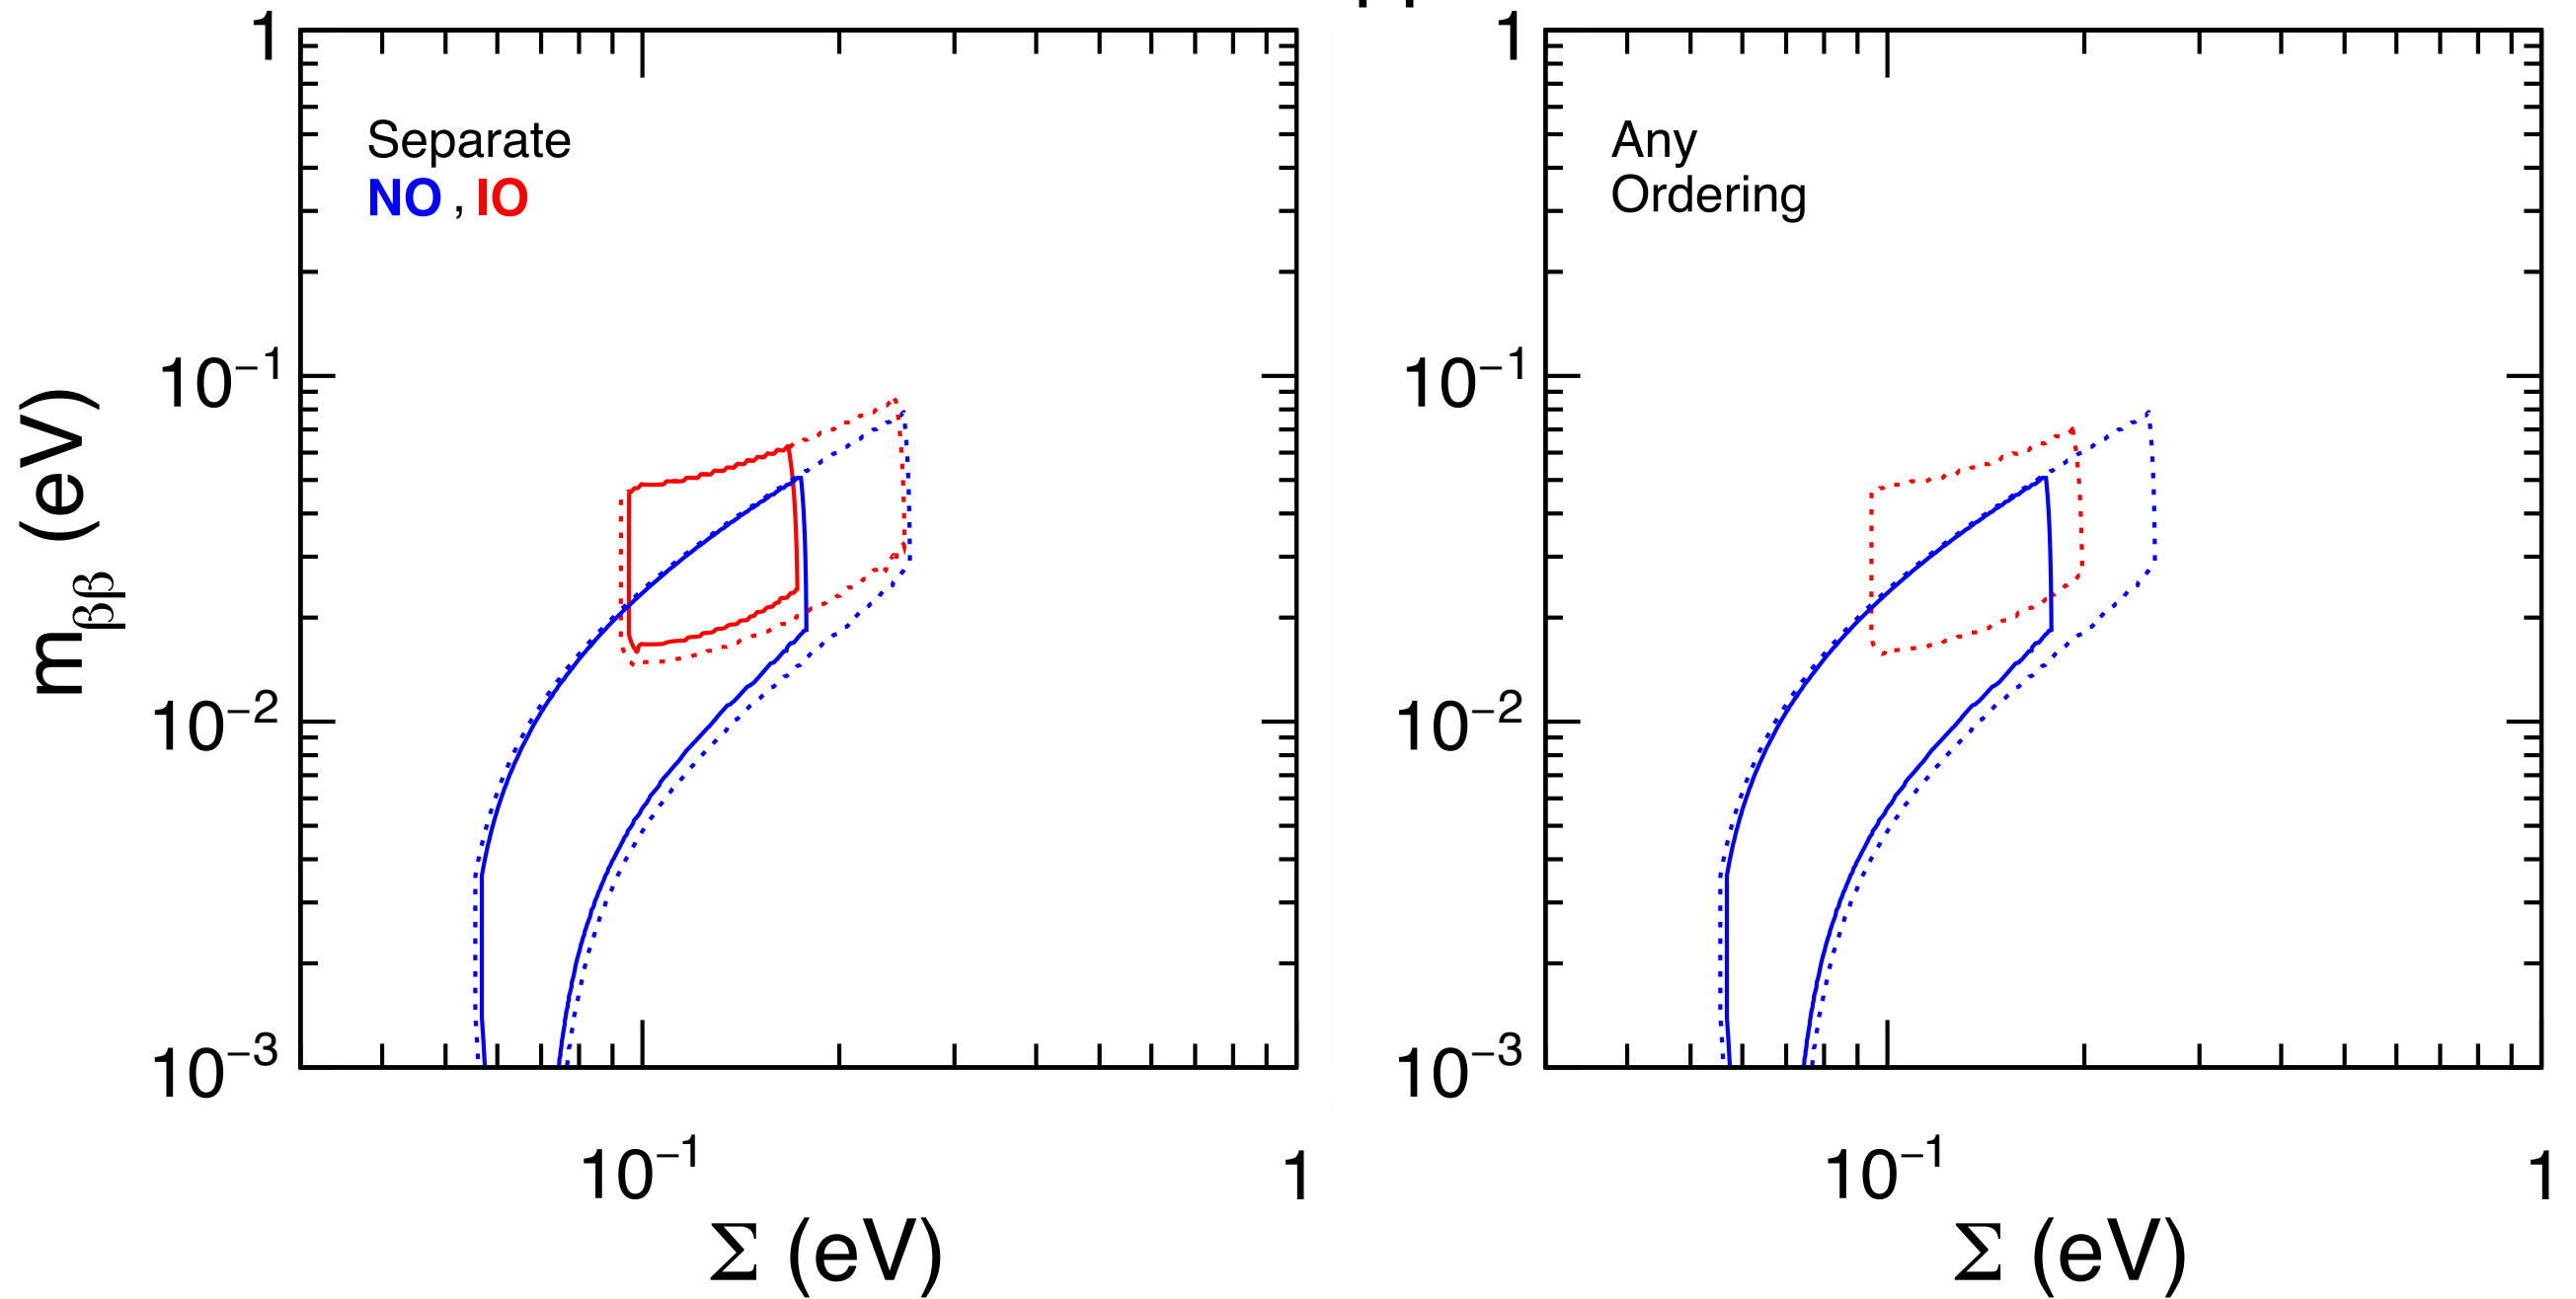 1
Separate
NO , IO
10⁻¹
10⁻²
10⁻³
m_ββ (eV)
10⁻¹
1
Σ (eV)
1
Any
Ordering
10⁻¹
10⁻²
10⁻³
10⁻¹
1
Σ (eV)